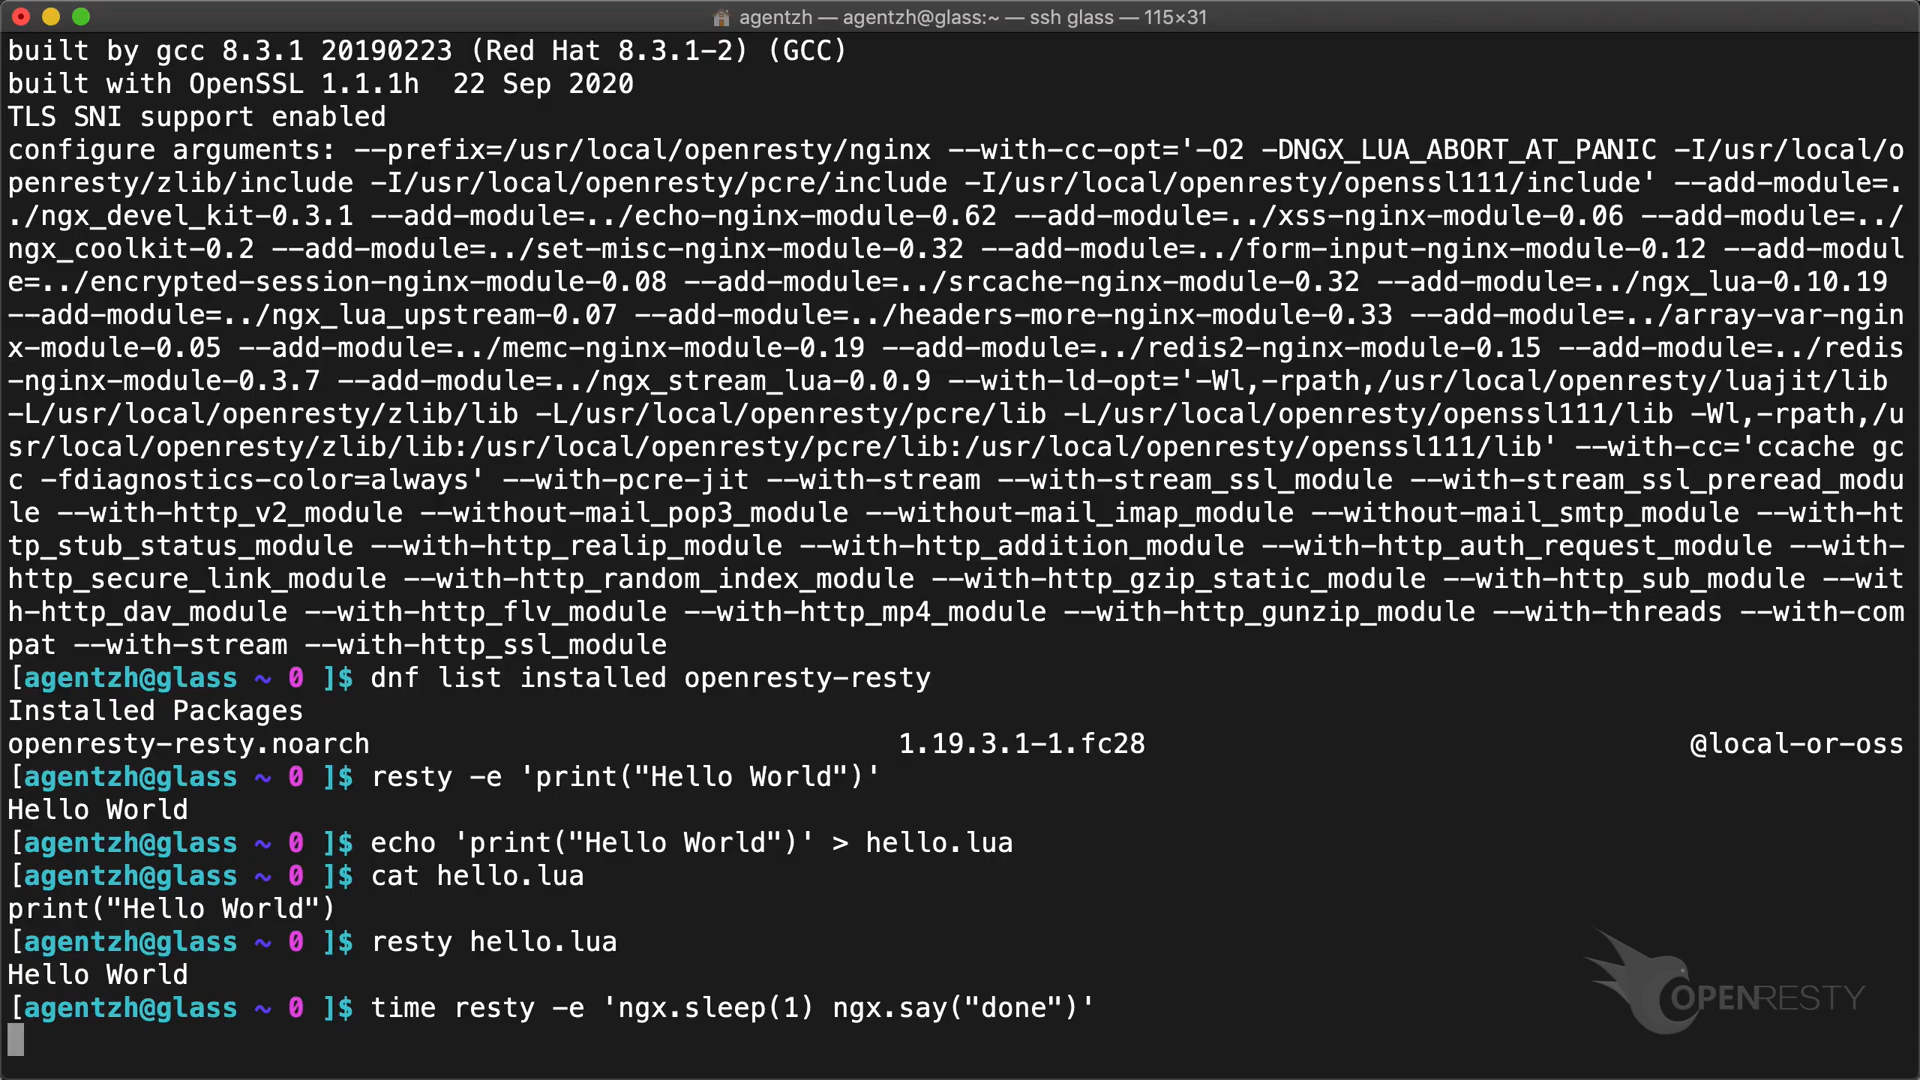 agentzh — agentzh@glass:~ — ssh glass — 115×31
built by gcc 8.3.1 20190223 (Red Hat 8.3.1-2) (GCC)
built with OpenSSL 1.1.1h  22 Sep 2020
TLS SNI support enabled
configure arguments: --prefix=/usr/local/openresty/nginx --with-cc-opt='-O2 -DNGX_LUA_ABORT_AT_PANIC -I/usr/local/o
penresty/zlib/include -I/usr/local/openresty/pcre/include -I/usr/local/openresty/openssl111/include' --add-module=.
./ngx_devel_kit-0.3.1 --add-module=../echo-nginx-module-0.62 --add-module=../xss-nginx-module-0.06 --add-module=../
ngx_coolkit-0.2 --add-module=../set-misc-nginx-module-0.32 --add-module=../form-input-nginx-module-0.12 --add-modul
e=../encrypted-session-nginx-module-0.08 --add-module=../srcache-nginx-module-0.32 --add-module=../ngx_lua-0.10.19
--add-module=../ngx_lua_upstream-0.07 --add-module=../headers-more-nginx-module-0.33 --add-module=../array-var-ngin
x-module-0.05 --add-module=../memc-nginx-module-0.19 --add-module=../redis2-nginx-module-0.15 --add-module=../redis
-nginx-module-0.3.7 --add-module=../ngx_stream_lua-0.0.9 --with-ld-opt='-Wl,-rpath,/usr/local/openresty/luajit/lib
-L/usr/local/openresty/zlib/lib -L/usr/local/openresty/pcre/lib -L/usr/local/openresty/openssl111/lib -Wl,-rpath,/u
sr/local/openresty/zlib/lib:/usr/local/openresty/pcre/lib:/usr/local/openresty/openssl111/lib' --with-cc='ccache gc
c -fdiagnostics-color=always' --with-pcre-jit --with-stream --with-stream_ssl_module --with-stream_ssl_preread_modu
le --with-http_v2_module --without-mail_pop3_module --without-mail_imap_module --without-mail_smtp_module --with-ht
tp_stub_status_module --with-http_realip_module --with-http_addition_module --with-http_auth_request_module --with-
http_secure_link_module --with-http_random_index_module --with-http_gzip_static_module --with-http_sub_module --wit
h-http_dav_module --with-http_flv_module --with-http_mp4_module --with-http_gunzip_module --with-threads --with-com
pat --with-stream --with-http_ssl_module
[agentzh@glass ~ 0 ]$ dnf list installed openresty-resty
Installed Packages
openresty-resty.noarch 1.19.3.1-1.fc28 @local-or-oss
[agentzh@glass ~ 0 ]$ resty -e 'print("Hello World")'
Hello World
[agentzh@glass ~ 0 ]$ echo 'print("Hello World")' > hello.lua
[agentzh@glass ~ 0 ]$ cat hello.lua
print("Hello World")
[agentzh@glass ~ 0 ]$ resty hello.lua
Hello World
[agentzh@glass ~ 0 ]$ time resty -e 'ngx.sleep(1) ngx.say("done")'
OPENRESTY